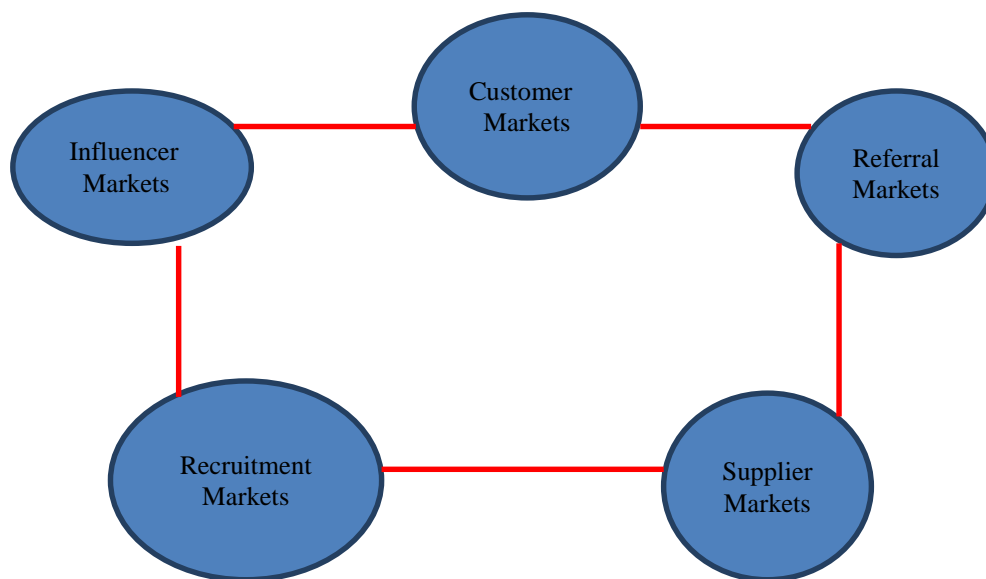 Customer
Markets
Influencer
Markets
Referral
Markets
Recruitment
Markets
Supplier
Markets